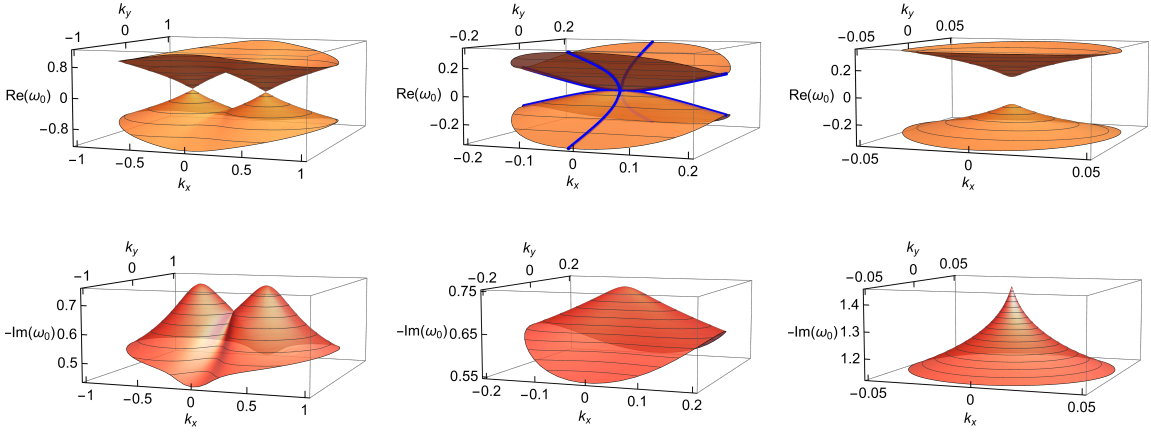 k_y
−1 0 1
0.8
Re(ω₀) 0
−0.8
−1 −0.5 0 0.5 1
k_x
k_y
−0.2 0 0.2
0.2
Re(ω₀) 0
−0.2
−0.2 −0.1 0 0.1 0.2
k_x
k_y
−0.05 0 0.05
0.2
Re(ω₀) 0
−0.2
−0.05 0 0.05
k_x
k_y
−1 0 1
0.7
−Im(ω₀) 0.6
0.5
−1 −0.5 0 0.5 1
k_x
k_y
−0.2 0 0.2
0.75
−Im(ω₀) 0.65
0.55
−0.2 −0.1 0 0.1 0.2
k_x
k_y
−0.05 0 0.05
1.4
−Im(ω₀) 1.3
1.2
−0.05 0 0.05
k_x